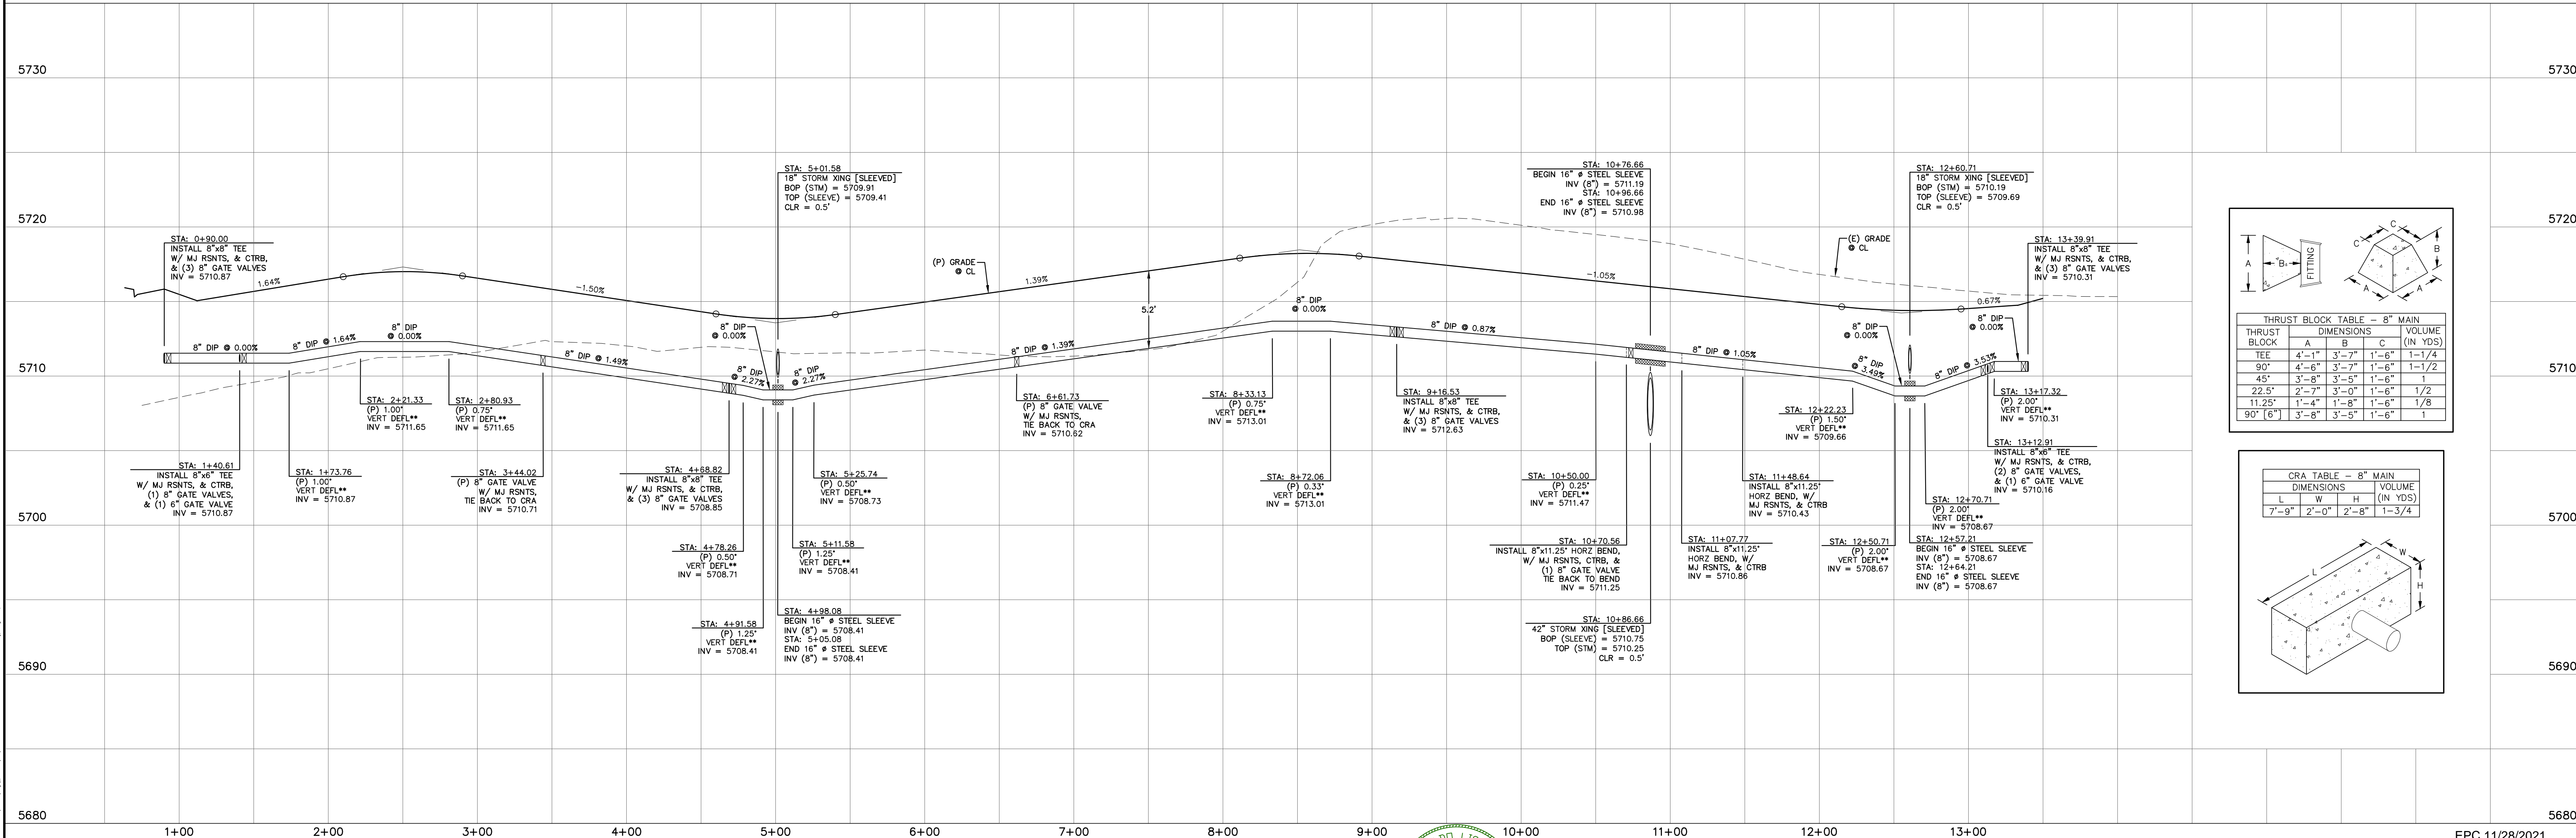 5730
5730
5720
5720
5710
5710
5700
5700
5690
5690
5680
5680
STA: 0+90.00
INSTALL 8"x8" TEE
W/ MJ RSNTS, & CTRB,
& (3) 8" GATE VALVES
INV = 5710.87
1.64%
-1.50%
STA: 5+01.58
18" STORM XING [SLEEVED]
BOP (STM) = 5709.91
TOP (SLEEVE) = 5709.41
CLR = 0.5'
(P) GRADE
@ CL
1.39%
5.2'
STA: 10+76.66
BEGIN 16" ø STEEL SLEEVE
INV (8") = 5711.19
STA: 10+96.66
END 16" ø STEEL SLEEVE
INV (8") = 5710.98
-1.05%
(E) GRADE
@ CL
STA: 12+60.71
18" STORM XING [SLEEVED]
BOP (STM) = 5710.19
TOP (SLEEVE) = 5709.69
CLR = 0.5'
STA: 13+39.91
INSTALL 8"x8" TEE
W/ MJ RSNTS, & CTRB,
& (3) 8" GATE VALVES
INV = 5710.31
0.67%
8" DIP @ 0.00%
8" DIP @ 1.64%
8" DIP
@ 0.00%
8" DIP @ 1.49%
8" DIP
@ 0.00%
@ 2.27%
8" DIP
@ 2.27%
8" DIP @ 1.39%
8" DIP
@ 0.00%
8" DIP @ 0.87%
8" DIP @ 1.05%
8" DIP
@ 0.00%
8" DIP
@ 3.49%
8" DIP @ 3.53%
8" DIP
@ 0.00%
STA: 1+40.61
INSTALL 8"x6" TEE
W/ MJ RSNTS, & CTRB,
(1) 8" GATE VALVES,
& (1) 6" GATE VALVE
INV = 5710.87
STA: 1+73.76
(P) 1.00°
VERT DEFL**
INV = 5710.87
STA: 2+21.33
(P) 1.00°
VERT DEFL**
INV = 5711.65
STA: 2+80.93
(P) 0.75°
VERT DEFL**
INV = 5711.65
STA: 3+44.02
(P) 8" GATE VALVE
W/ MJ RSNTS,
TIE BACK TO CRA
INV = 5710.71
STA: 4+68.82
INSTALL 8"x8" TEE
W/ MJ RSNTS, & CTRB,
& (3) 8" GATE VALVES
INV = 5708.85
STA: 4+78.26
(P) 0.50°
VERT DEFL**
INV = 5708.71
STA: 4+91.58
(P) 1.25°
VERT DEFL**
INV = 5708.41
STA: 4+98.08
BEGIN 16" ø STEEL SLEEVE
INV (8") = 5708.41
STA: 5+05.08
END 16" ø STEEL SLEEVE
INV (8") = 5708.41
STA: 5+11.58
(P) 1.25°
VERT DEFL**
INV = 5708.41
STA: 5+25.74
(P) 0.50°
VERT DEFL**
INV = 5708.73
STA: 6+61.73
(P) 8" GATE VALVE
W/ MJ RSNTS,
TIE BACK TO CRA
INV = 5710.62
STA: 8+33.13
(P) 0.75°
VERT DEFL**
INV = 5713.01
STA: 8+72.06
(P) 0.33°
VERT DEFL**
INV = 5713.01
STA: 9+16.53
INSTALL 8"x8" TEE
W/ MJ RSNTS, & CTRB,
& (3) 8" GATE VALVES
INV = 5712.63
STA: 10+50.00
(P) 0.25°
VERT DEFL**
INV = 5711.47
STA: 10+70.56
INSTALL 8"x11.25° HORZ BEND,
W/ MJ RSNTS, CTRB, &
(1) 8" GATE VALVE
TIE BACK TO BEND
INV = 5711.25
STA: 10+86.66
42" STORM XING [SLEEVED]
BOP (SLEEVE) = 5710.75
TOP (STM) = 5710.25
CLR = 0.5'
STA: 11+07.77
INSTALL 8"x11.25°
HORZ BEND, W/
MJ RSNTS, & CTRB
INV = 5710.86
STA: 11+48.64
INSTALL 8"x11.25°
HORZ BEND, W/
MJ RSNTS, & CTRB
INV = 5710.43
STA: 12+22.23
(P) 1.50°
VERT DEFL**
INV = 5709.66
STA: 12+50.71
(P) 2.00°
VERT DEFL**
INV = 5708.67
STA: 12+57.21
BEGIN 16" ø STEEL SLEEVE
INV (8") = 5708.67
STA: 12+64.21
END 16" ø STEEL SLEEVE
INV (8") = 5708.67
STA: 12+70.71
(P) 2.00°
VERT DEFL**
INV = 5708.67
STA: 13+12.91
INSTALL 8"x6" TEE
W/ MJ RSNTS, & CTRB,
(2) 8" GATE VALVES,
& (1) 6" GATE VALVE
INV = 5710.16
STA: 13+17.32
(P) 2.00°
VERT DEFL**
INV = 5710.31
A
B
FITTING
C
C
B
A
A
THRUST BLOCK TABLE - 8" MAIN
THRUST BLOCK DIMENSIONS VOLUME (IN YDS)
A B C
TEE 4'-1" 3'-7" 1'-6" 1-1/4
90° 4'-6" 3'-7" 1'-6" 1-1/2
45° 3'-8" 3'-5" 1'-6" 1
22.5° 2'-7" 3'-0" 1'-6" 1/2
11.25° 1'-4" 1'-8" 1'-6" 1/8
90° [6"] 3'-8" 3'-5" 1'-6" 1
CRA TABLE - 8" MAIN
DIMENSIONS VOLUME (IN YDS)
L W H
7'-9" 2'-0" 2'-8" 1-3/4
L
W
H
1+00
2+00
3+00
4+00
5+00
6+00
7+00
8+00
9+00
10+00
11+00
12+00
13+00
EPC 11/28/2021